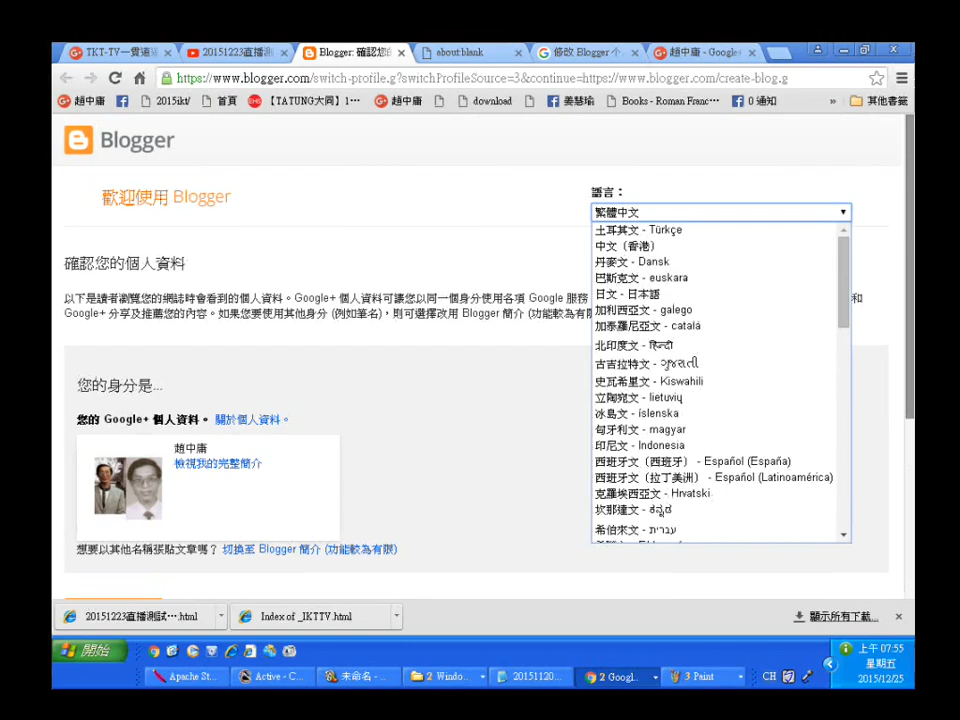 TKT-TV一貫道
20151223直播測
Blogger: 確認您的
about:blank
修改 Blogger 个
趙中庸 - Google+
https://www.blogger.com/switch-profile.g?switchProfileSource=3&continue=https://www.blogger.com/create-blog.g
趙中庸
2015ikt/
首頁
【TATUNG大同】1…
趙中庸
download
姜慧瑜
Books - Roman Franc…
0 通知
»
其他書籤
Blogger
歡迎使用 Blogger
語言：
繁體中文
土耳其文 - Türkçe
中文（香港）
丹麥文 - Dansk
巴斯克文 - euskara
日文 - 日本語
加利西亞文 - galego
加泰羅尼亞文 - català
北印度文 - हिन्दी
古吉拉特文 - ગુજરાતી
史瓦希里文 - Kiswahili
立陶宛文 - lietuvių
冰島文 - íslenska
匈牙利文 - magyar
印尼文 - Indonesia
西班牙文（西班牙） - Español (España)
西班牙文（拉丁美洲） - Español (Latinoamérica)
克羅埃西亞文 - Hrvatski
坎那達文 - ಕನ್ನಡ
希伯來文 - עברית
確認您的個人資料
以下是讀者瀏覽您的網誌時會看到的個人資料。Google+ 個人資料可讓您以同一個身分使用各項 Google 服務
和
Google+ 分享及推薦您的內容。如果您要使用其他身分 (例如筆名)，則可選擇改用 Blogger 簡介 (功能較為有限
您的身分是...
您的 Google+ 個人資料。 關於個人資料。
趙中庸
檢視我的完整簡介
想要以其他名稱張貼文章嗎？ 切換至 Blogger 簡介 (功能較為有限)
20151223直播測試….html
Index of _IKTTV.html
顯示所有下載...
開始
上午 07:55
星期五
2015/12/25
Apache St...
Active - C...
未命名 - ...
2 Windo...
20151120...
2 Googl...
3 Paint
CH